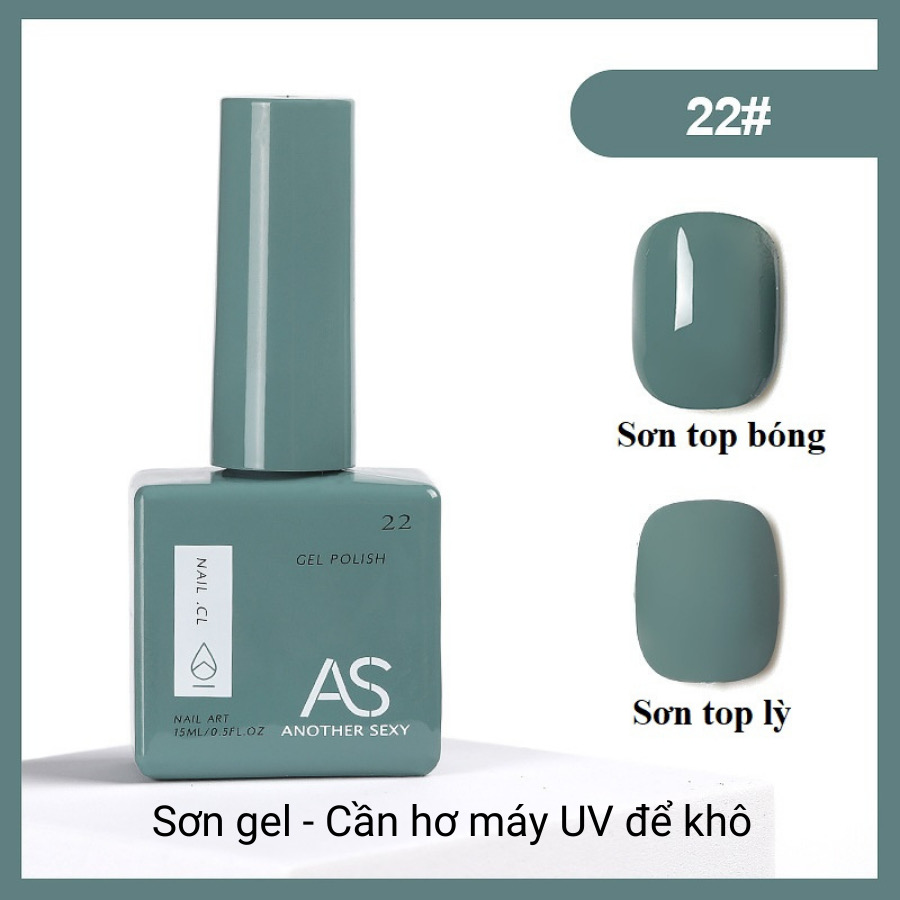 22#
Sơn top bóng
Sơn top lỳ
22
GEL POLISH
NAIL .CL
AS
NAIL ART
15ML/0.5FL.OZ
ANOTHER SEXY
Sơn gel - Cần hơ máy UV để khô